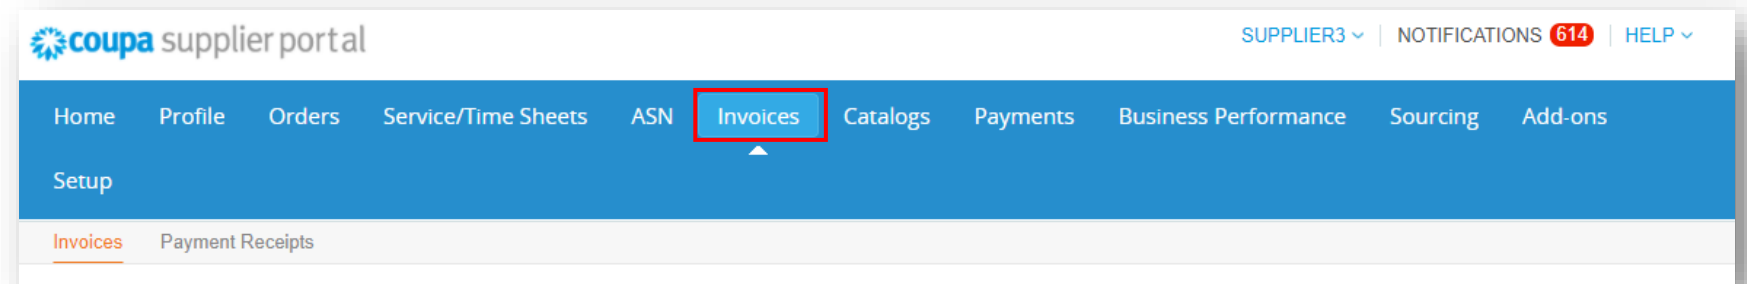 coupa supplier portal SUPPLIER3 NOTIFICATIONS 614 HELP
Home Profile Orders Service/Time Sheets ASN Invoices Catalogs Payments Business Performance Sourcing Add-ons
Setup
Invoices Payment Receipts